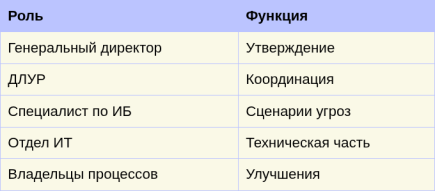 Роль Функция
Генеральный директор Утверждение
ДЛУР Координация
Специалист по ИБ Сценарии угроз
Отдел ИТ Техническая часть
Владельцы процессов Улучшения